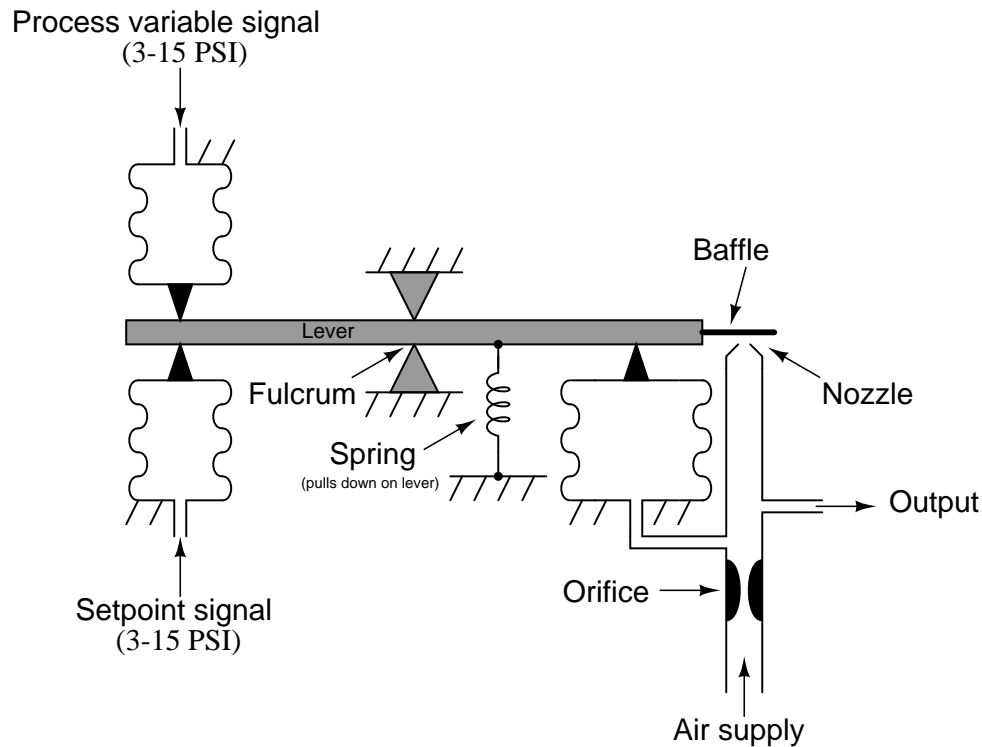 Process variable signal
(3-15 PSI)
Baffle
Lever
Fulcrum
Nozzle
Spring
(pulls down on lever)
Output
Orifice
Setpoint signal
(3-15 PSI)
Air supply